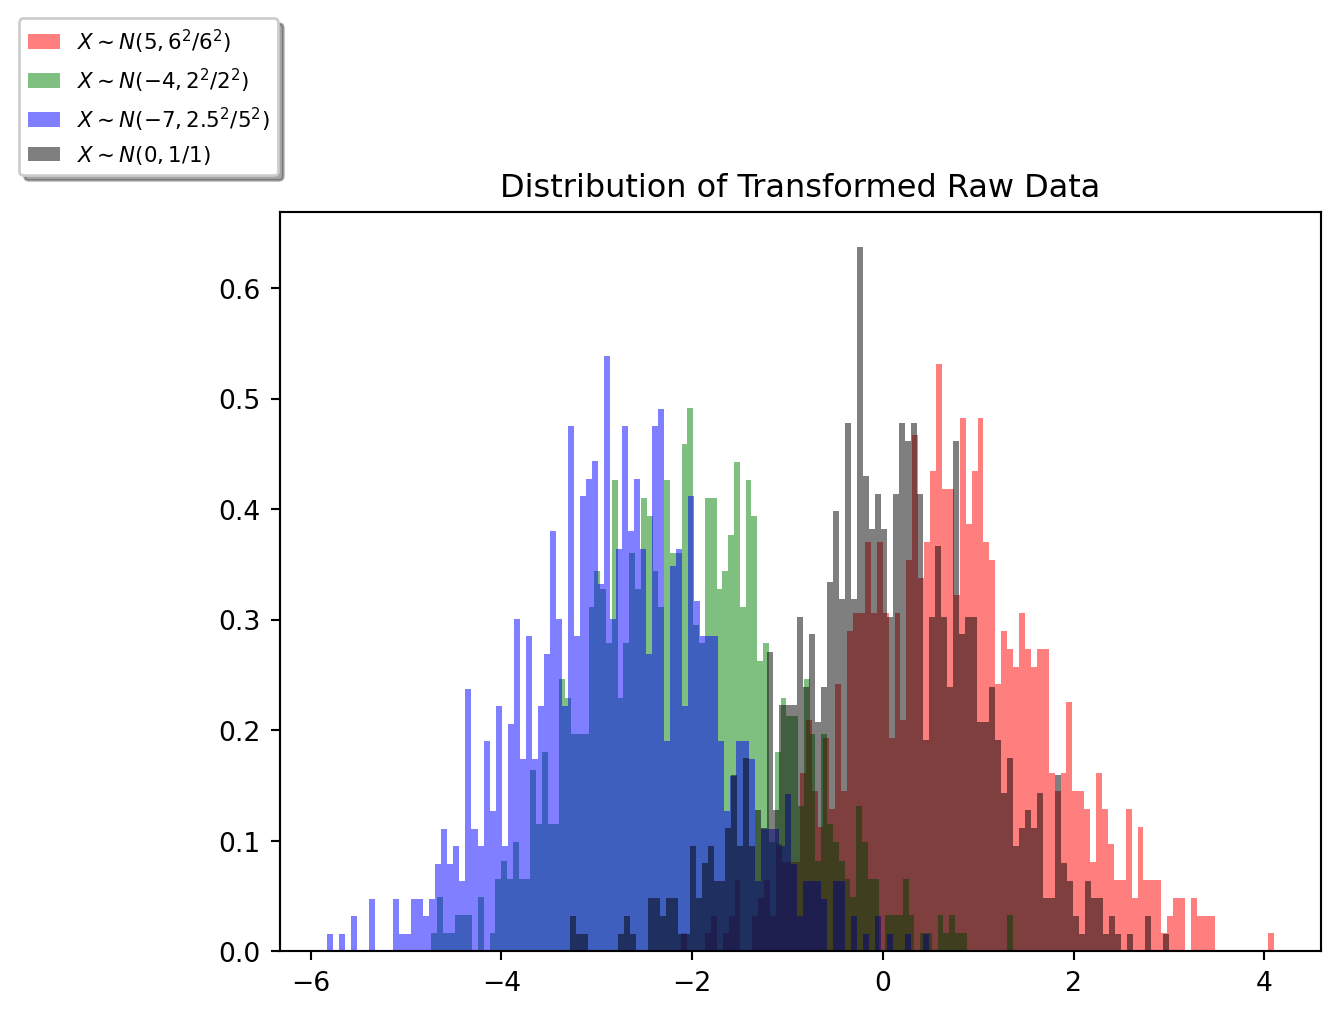 X ~ N(5, 6²/6²)
X ~ N(−4, 2²/2²)
X ~ N(−7, 2.5²/5²)
X ~ N(0, 1/1)
Distribution of Transformed Raw Data
0.6
0.5
0.4
0.3
0.2
0.1
0.0
−6 −4 −2 0 2 4